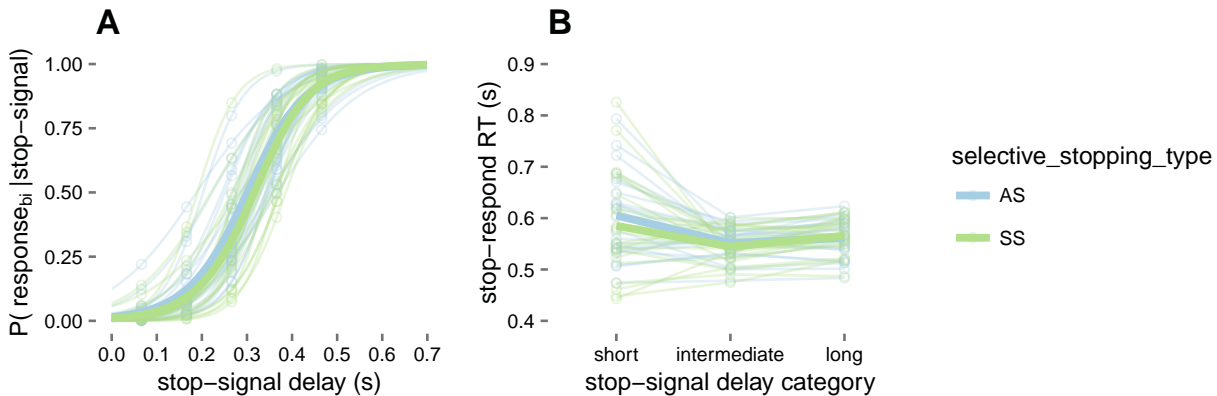 A
P( response_bi |stop−signal)
1.00
0.75
0.50
0.25
0.00
0.0 0.1 0.2 0.3 0.4 0.5 0.6 0.7
stop−signal delay (s)
B
stop−respond RT (s)
0.9
0.8
0.7
0.6
0.5
0.4
short intermediate long
stop−signal delay category
selective_stopping_type
AS
SS